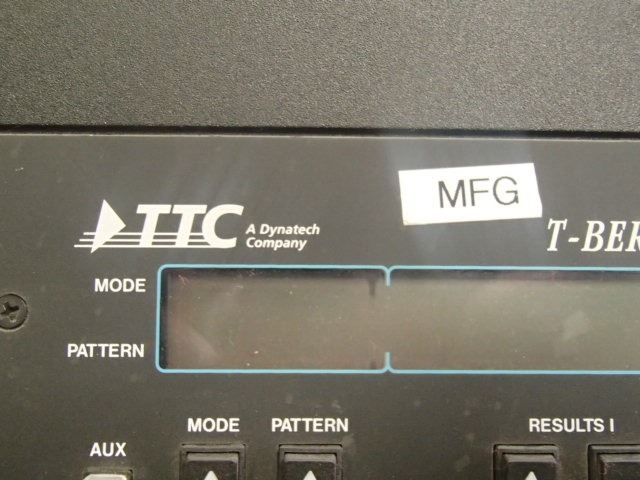 MFG
TTC A Dynatech
Company
T-BER
MODE
PATTERN
MODE PATTERN RESULTS I
AUX